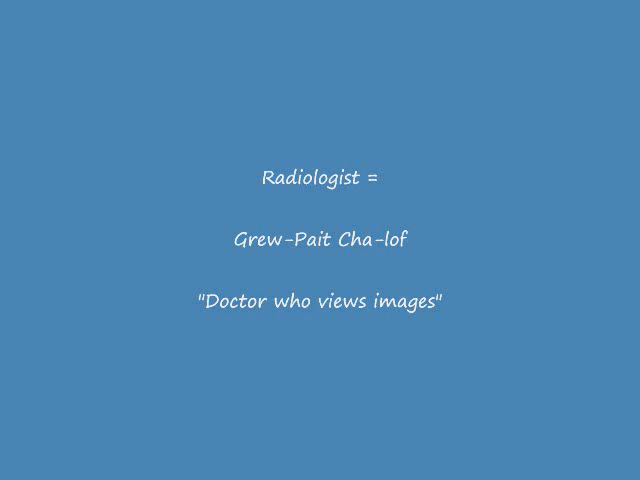 Radiologist =
Grew-Pait Cha-lof
"Doctor who views images"